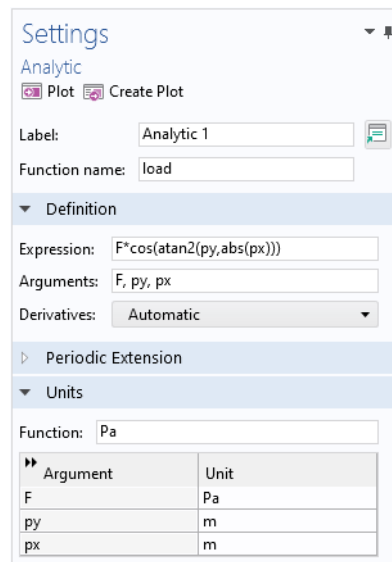 Settings
Analytic
Plot Create Plot
Label: Analytic 1
Function name: load
Definition
Expression: F*cos(atan2(py,abs(px)))
Arguments: F, py, px
Derivatives: Automatic
Periodic Extension
Units
Function: Pa
Argument Unit
F Pa
py m
px m